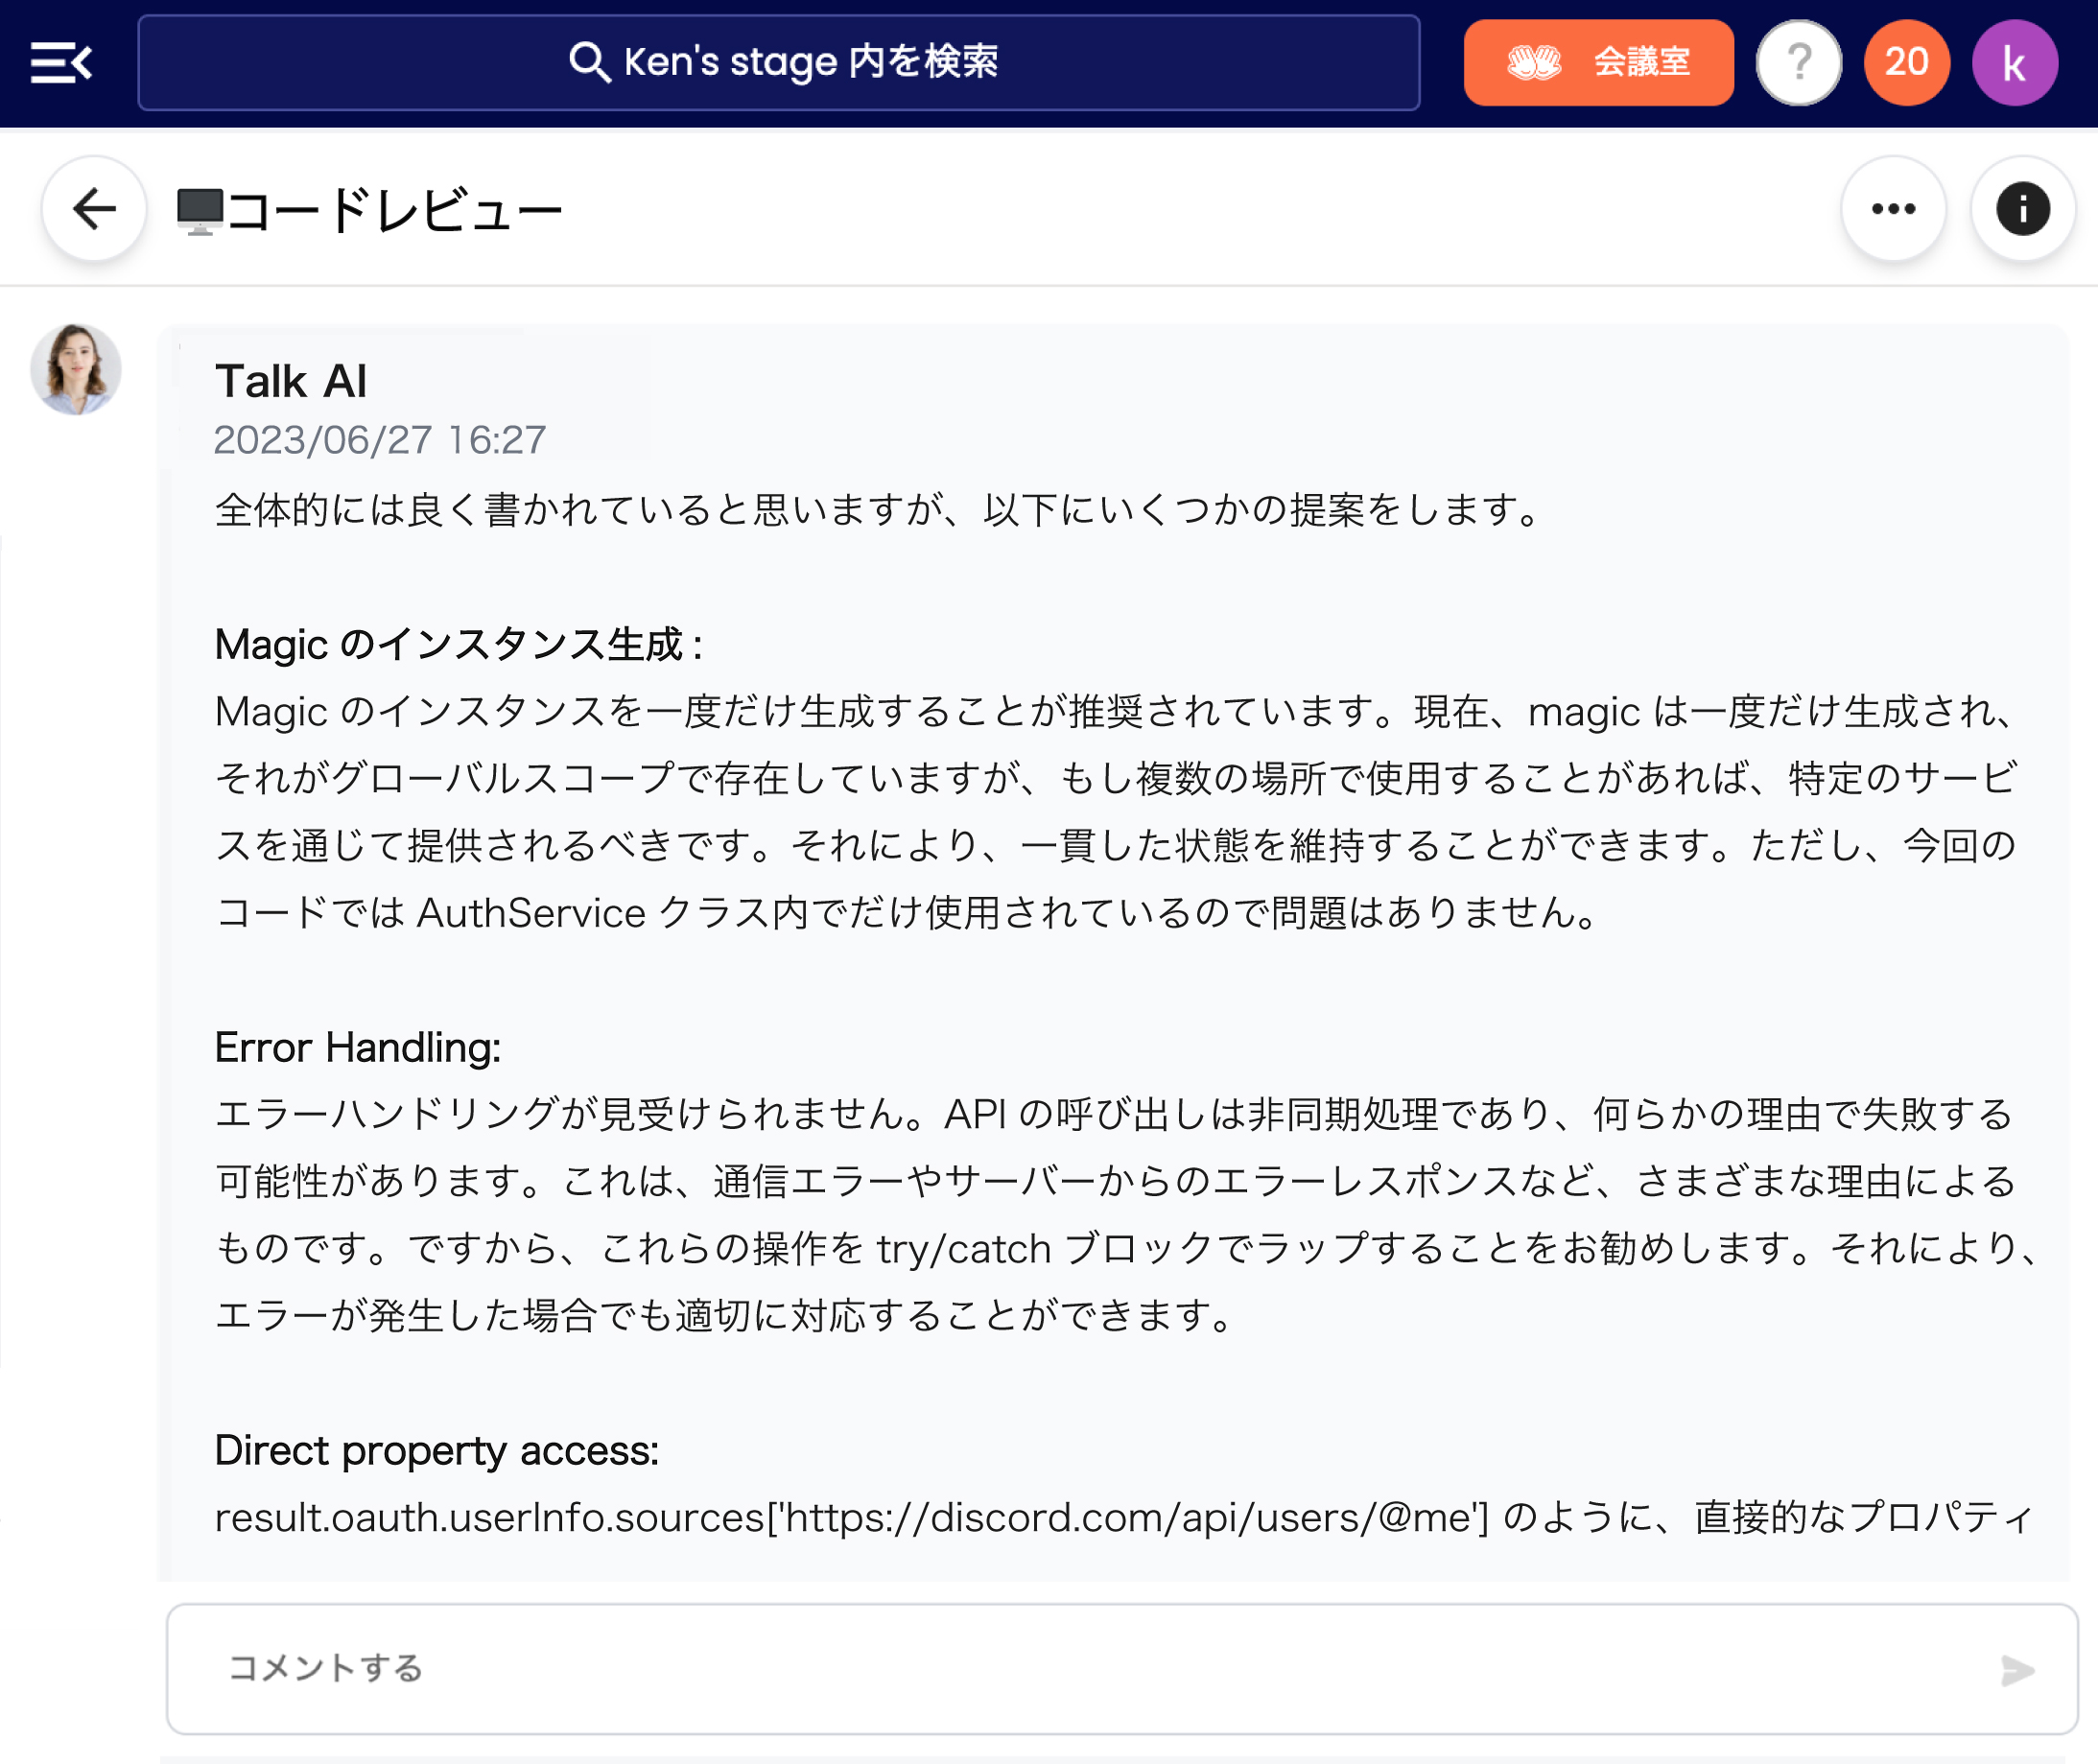 Ken's stage 内を検索
会議室
?
20
k
コードレビュー
Talk AI
2023/06/27 16:27
全体的には良く書かれていると思いますが、以下にいくつかの提案をします。
Magic のインスタンス生成 :
Magic のインスタンスを一度だけ生成することが推奨されています。現在、magic は一度だけ生成され、
それがグローバルスコープで存在していますが、もし複数の場所で使用することがあれば、特定のサービ
スを通じて提供されるべきです。それにより、一貫した状態を維持することができます。ただし、今回の
コードでは AuthService クラス内でだけ使用されているので問題はありません。
Error Handling:
エラーハンドリングが見受けられません。API の呼び出しは非同期処理であり、何らかの理由で失敗する
可能性があります。これは、通信エラーやサーバーからのエラーレスポンスなど、さまざまな理由による
ものです。ですから、これらの操作を try/catch ブロックでラップすることをお勧めします。それにより、
エラーが発生した場合でも適切に対応することができます。
Direct property access:
result.oauth.userInfo.sources['https://discord.com/api/users/@me'] のように、直接的なプロパティ
コメントする